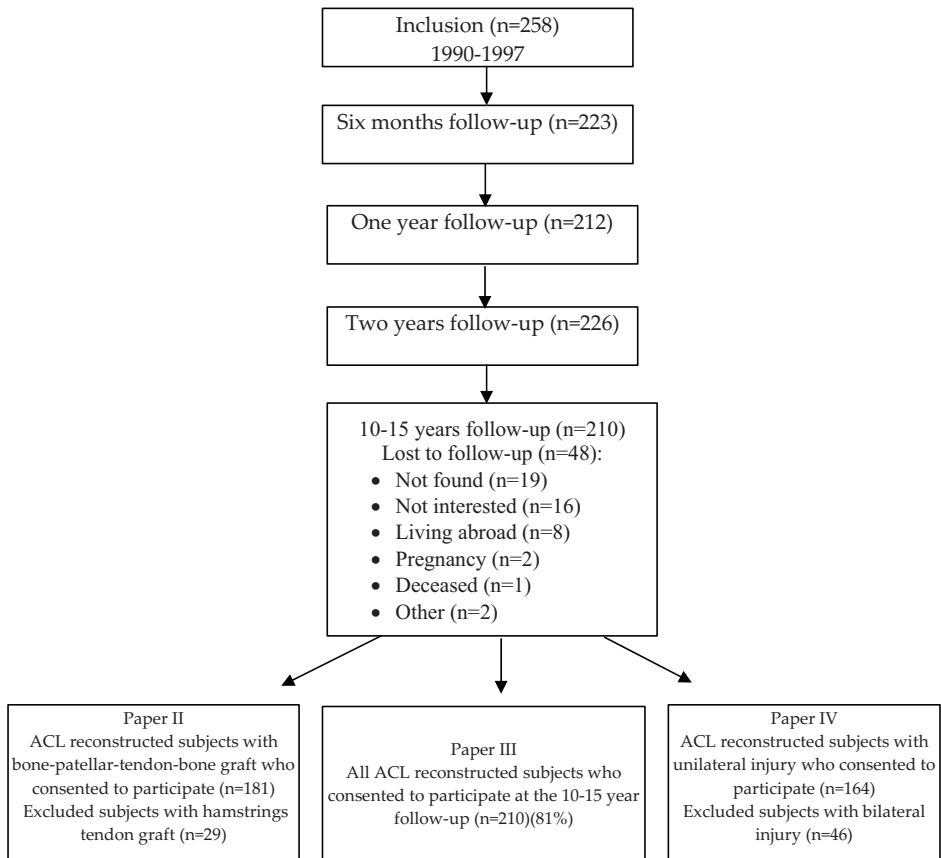 Inclusion (n=258)
1990-1997
Six months follow-up (n=223)
One year follow-up (n=212)
Two years follow-up (n=226)
10-15 years follow-up (n=210)
Lost to follow-up (n=48):
• Not found (n=19)
• Not interested (n=16)
• Living abroad (n=8)
• Pregnancy (n=2)
• Deceased (n=1)
• Other (n=2)
Paper II
ACL reconstructed subjects with
bone-patellar-tendon-bone graft who
consented to participate (n=181)
Excluded subjects with hamstrings
tendon graft
(n=29)
Paper III
All ACL reconstructed subjects who
consented to participate at the 10-15 year
follow-up (n=210)(81%)
Paper IV
ACL reconstructed subjects with
unilateral injury who consented to
participate (n=164)
Excluded subjects with bilateral
injury (n=46)